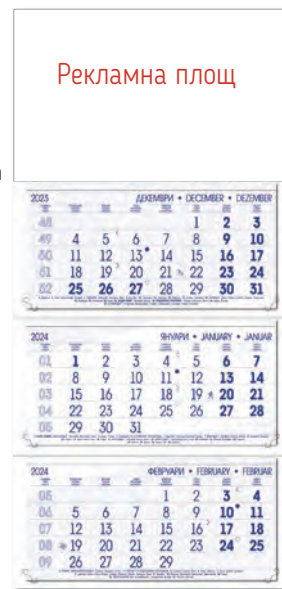 Рекламна площ
2023 ДЕКЕМВРИ • DECEMBER • DEZEMBER
48 1 2 3
49 4 5 6 7 8 9 10
50 11 12 13 14 15 16 17
51 18 19 20 21 22 23 24
52 25 26 27 28 29 30 31
2024 ЯНУАРИ • JANUARY • JANUAR
01 1 2 3 4 5 6 7
02 8 9 10 11 12 13 14
03 15 16 17 18 19 20 21
04 22 23 24 25 26 27 28
05 29 30 31
2024 ФЕВРУАРИ • FEBRUARY • FEBRUAR
05 1 2 3 4
06 5 6 7 8 9 10 11
07 12 13 14 15 16 17 18
08 19 20 21 22 23 24 25
09 26 27 28 29